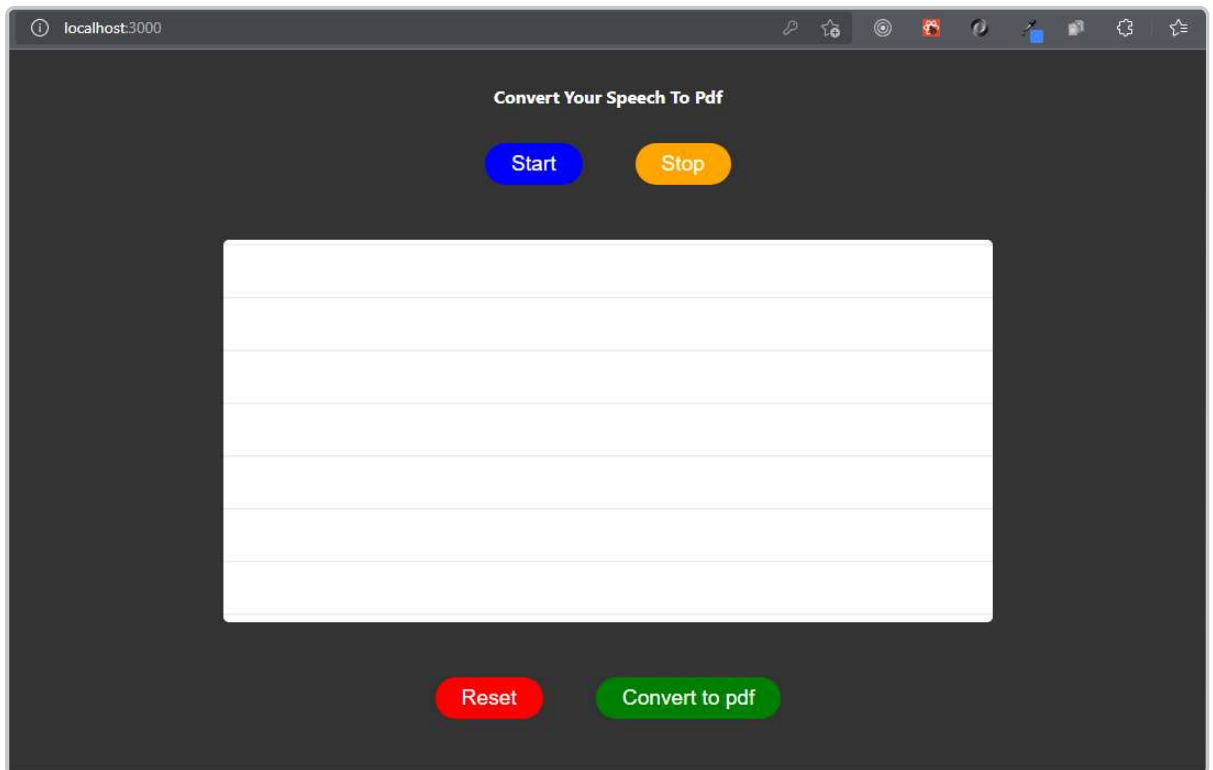 localhost:3000
Convert Your Speech To Pdf
Start Stop
Reset Convert to pdf